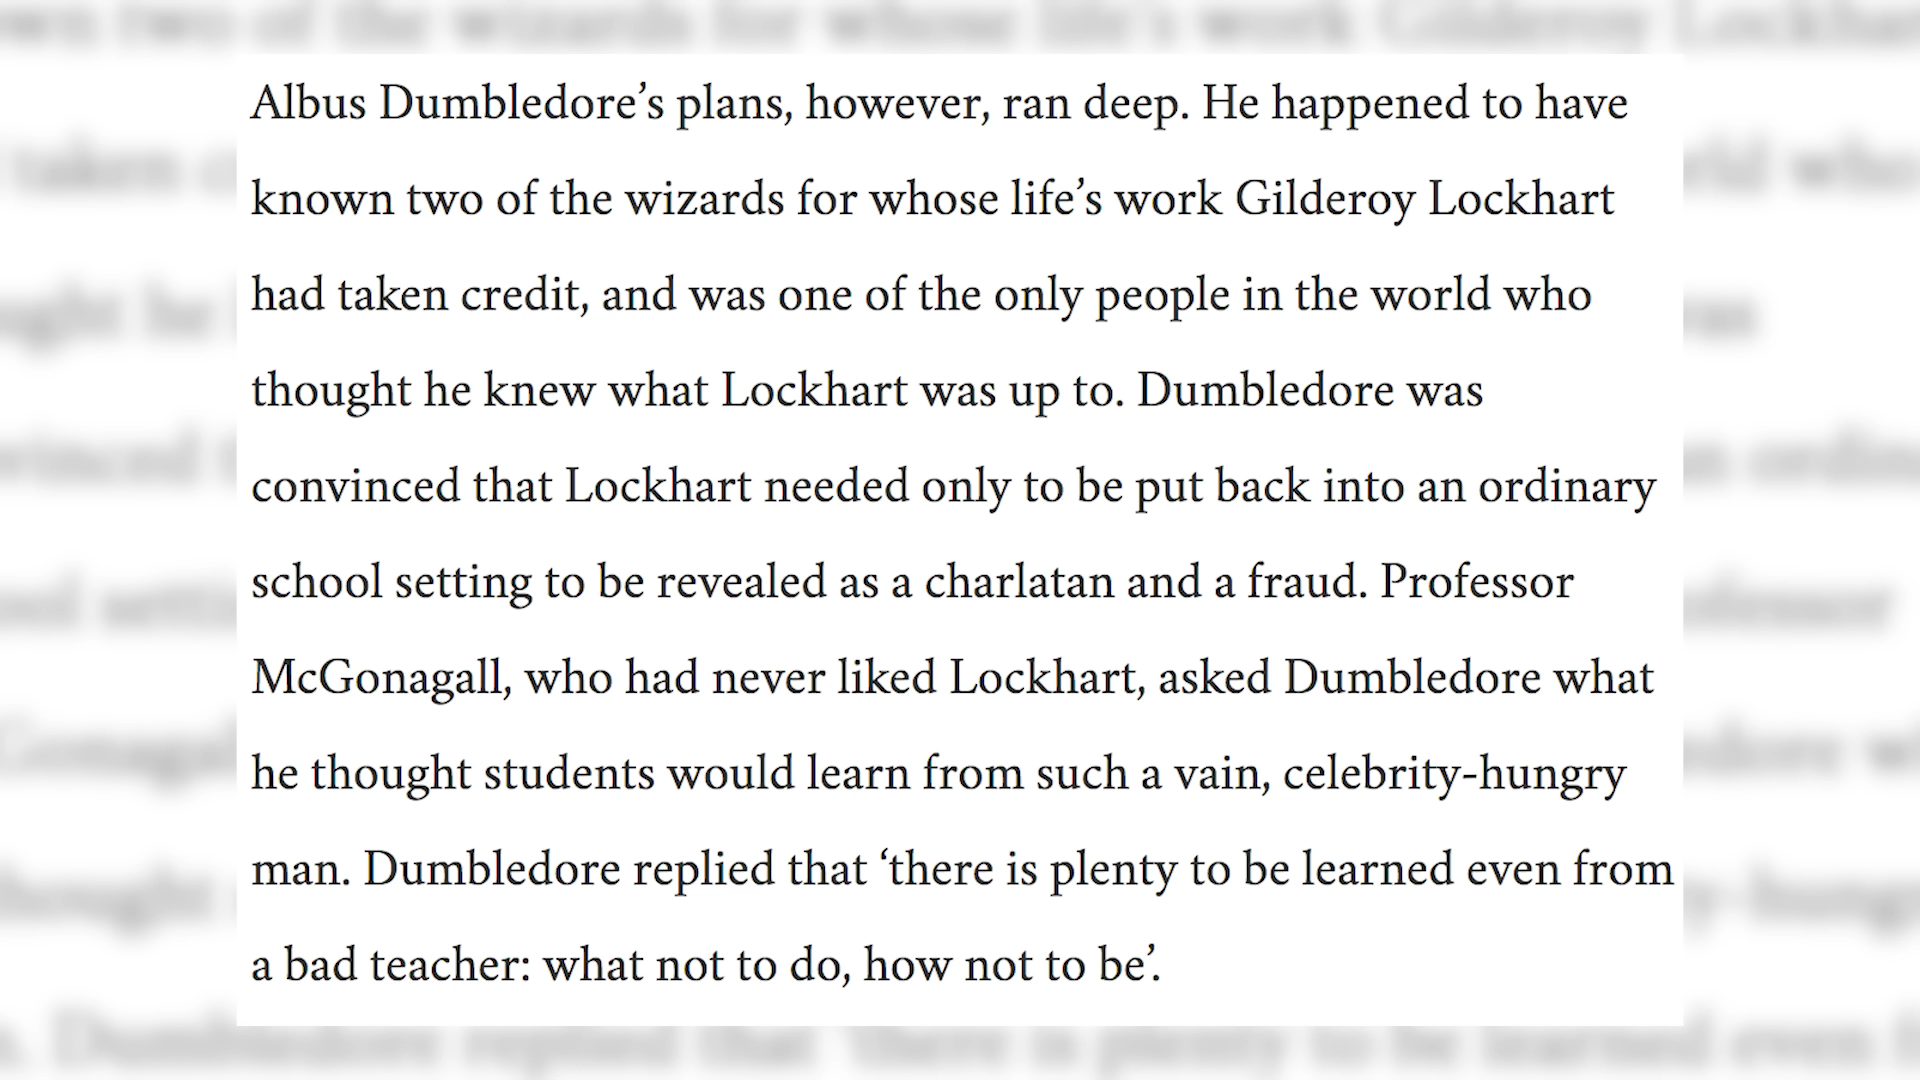 Albus Dumbledore’s plans, however, ran deep. He happened to have
known two of the wizards for whose life’s work Gilderoy Lockhart
had taken credit, and was one of the only people in the world who
thought he knew what Lockhart was up to. Dumbledore was
convinced that Lockhart needed only to be put back into an ordinary
school setting to be revealed as a charlatan and a fraud. Professor
McGonagall, who had never liked Lockhart, asked Dumbledore what
he thought students would learn from such a vain, celebrity-hungry
man. Dumbledore replied that ‘there is plenty to be learned even from
a bad teacher: what not to do, how not to be’.